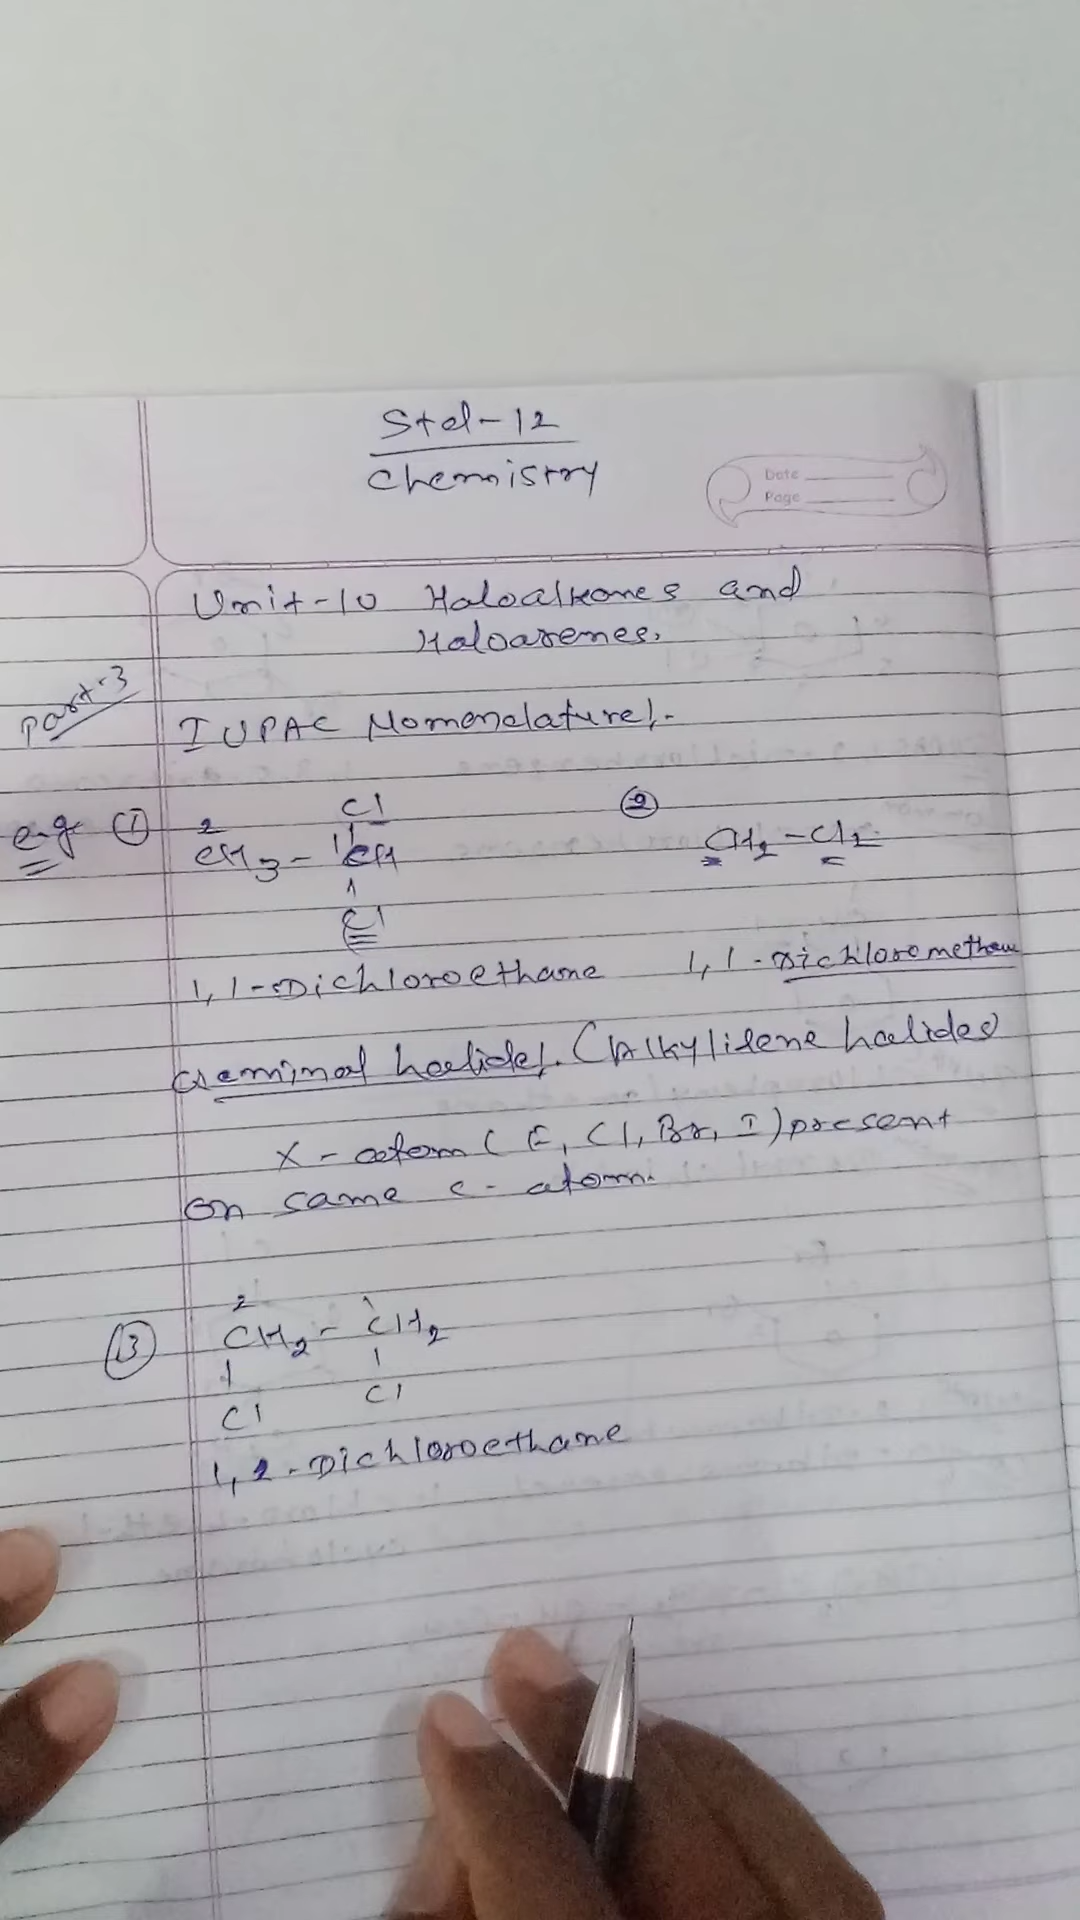 Std-12
Chemistry
Date
Page
Unit-10 Haloalkanes and
Haloarenes.
Part-3
IUPAC Nomenclature:-
e.g. ① 2 CH3 - 1 CH
Cl
Cl
② CH2-Cl2
1,1-Dichloroethane 1,1-Dichloromethane
Geminal halide:- (Alkylidene halides)
X-atom (F, Cl, Br, I) present
on same c-atom.
③ 2 CH2 - 1 CH2
Cl Cl
1,2-Dichloroethane